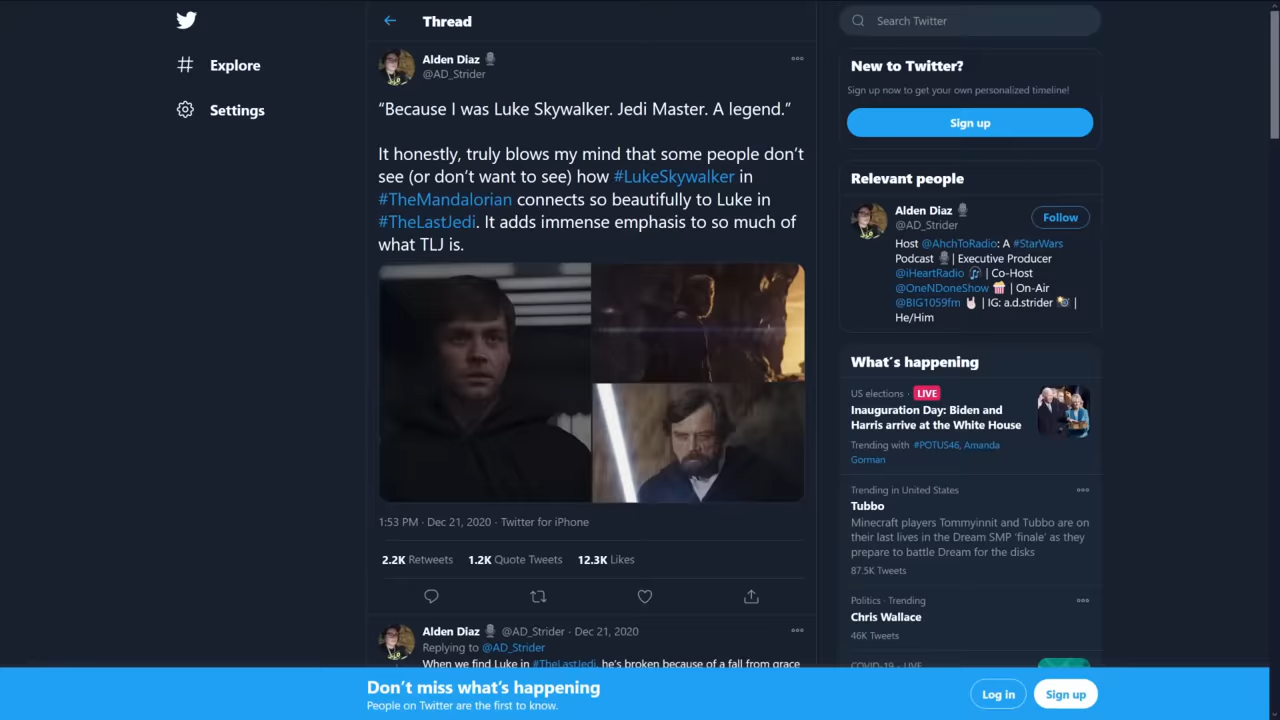 Explore
Settings
Thread
Alden Diaz
@AD_Strider
“Because I was Luke Skywalker. Jedi Master. A legend.”
It honestly, truly blows my mind that some people don’t
see (or don’t want to see) how #LukeSkywalker in
#TheMandalorian connects so beautifully to Luke in
#TheLastJedi. It adds immense emphasis to so much of
what TLJ is.
1:53 PM · Dec 21, 2020 · Twitter for iPhone
2.2K Retweets 1.2K Quote Tweets 12.3K Likes
Alden Diaz @AD_Strider · Dec 21, 2020
Replying to @AD_Strider
When we find Luke in #TheLastJedi, he's broken because of a fall from grace
Search Twitter
New to Twitter?
Sign up now to get your own personalized timeline!
Sign up
Relevant people
Alden Diaz
@AD_Strider
Follow
Host @AhchToRadio: A #StarWars
Podcast | Executive Producer
@iHeartRadio | Co-Host
@OneNDoneShow | On-Air
@BIG1059fm | IG: a.d.strider |
He/Him
What’s happening
US elections · LIVE
Inauguration Day: Biden and
Harris arrive at the White House
Trending with #POTUS46, Amanda
Gorman
Trending in United States
Tubbo
Minecraft players Tommyinnit and Tubbo are on
their last lives in the Dream SMP 'finale' as they
prepare to battle Dream for the disks
87.5K Tweets
Politics · Trending
Chris Wallace
46K Tweets
COVID-19 · LIVE
Don’t miss what’s happening
People on Twitter are the first to know.
Log in
Sign up